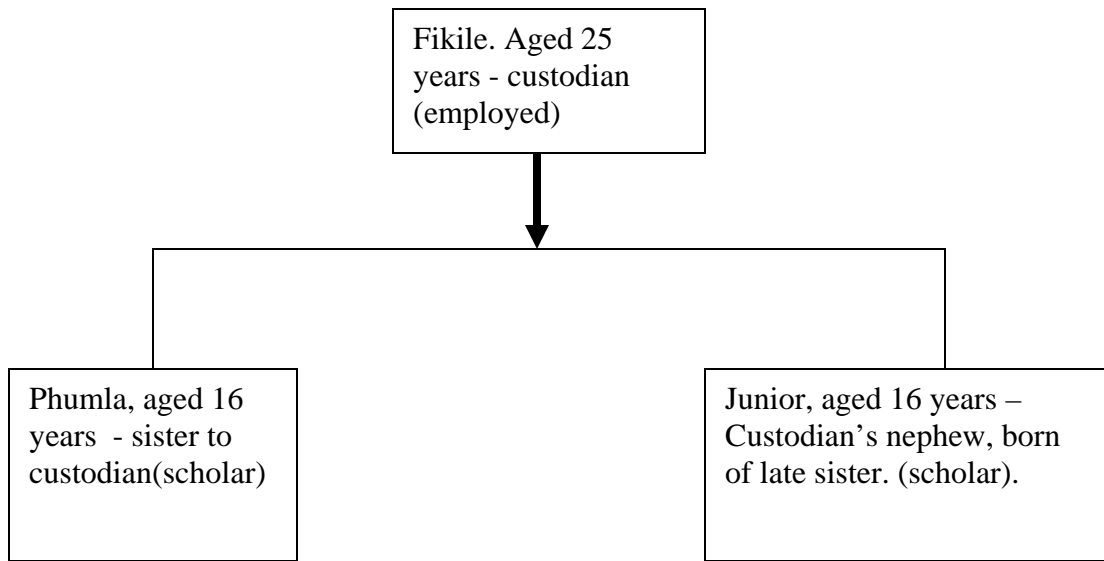 Fikile. Aged 25
years - custodian
(employed)
Phumla, aged 16
years  - sister to
custodian(scholar)
Junior, aged 16 years –
Custodian’s nephew, born
of late sister. (scholar).